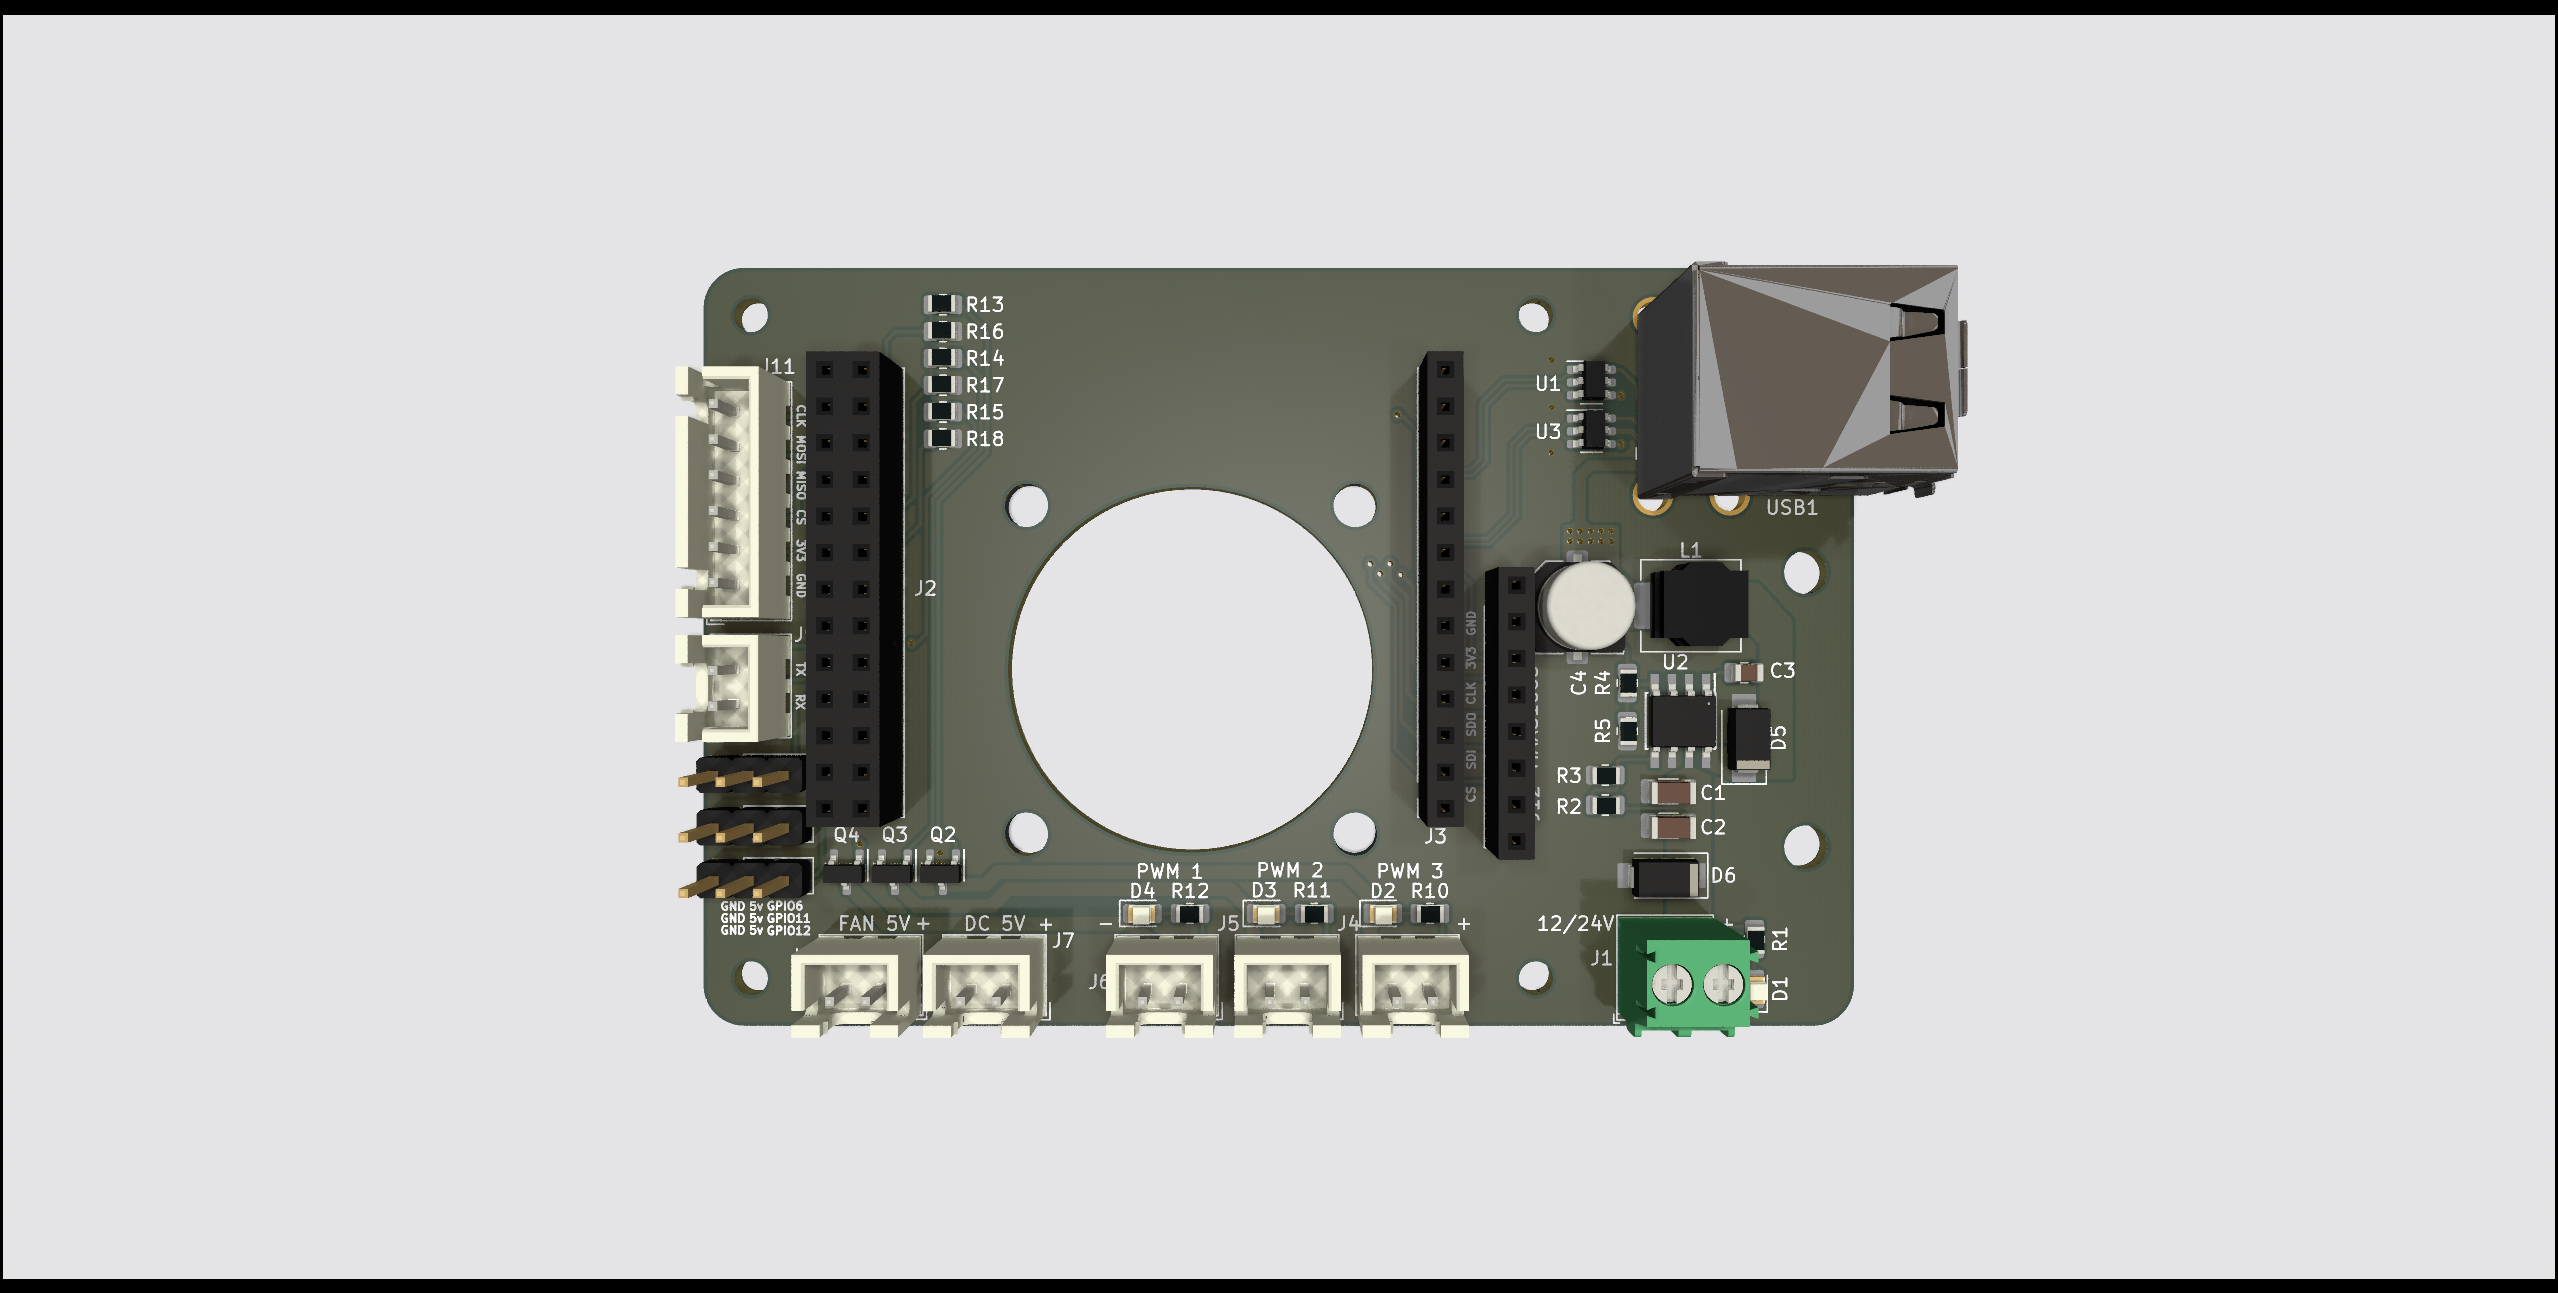 R13
R16
R14
R17
R15
R18
J11
CLK MOSI MISO CS 3V3 GND
TX RX
J2
U1
U3
USB1
L1
U2
C3
C4
R4
R5
D5
R3
R2
C1
C2
D6
CS SDI SDO CLK 3V3 GND
J3
Q4 Q3 Q2
PWM 1 PWM 2 PWM 3
D4 R12 D3 R11 D2 R10
GND 5v GPIO6
GND 5v GPIO11
GND 5v GPIO12
FAN 5V +
DC 5V +
J7
-
J5
J4
+
12/24V +
R1
J1
J6
D1